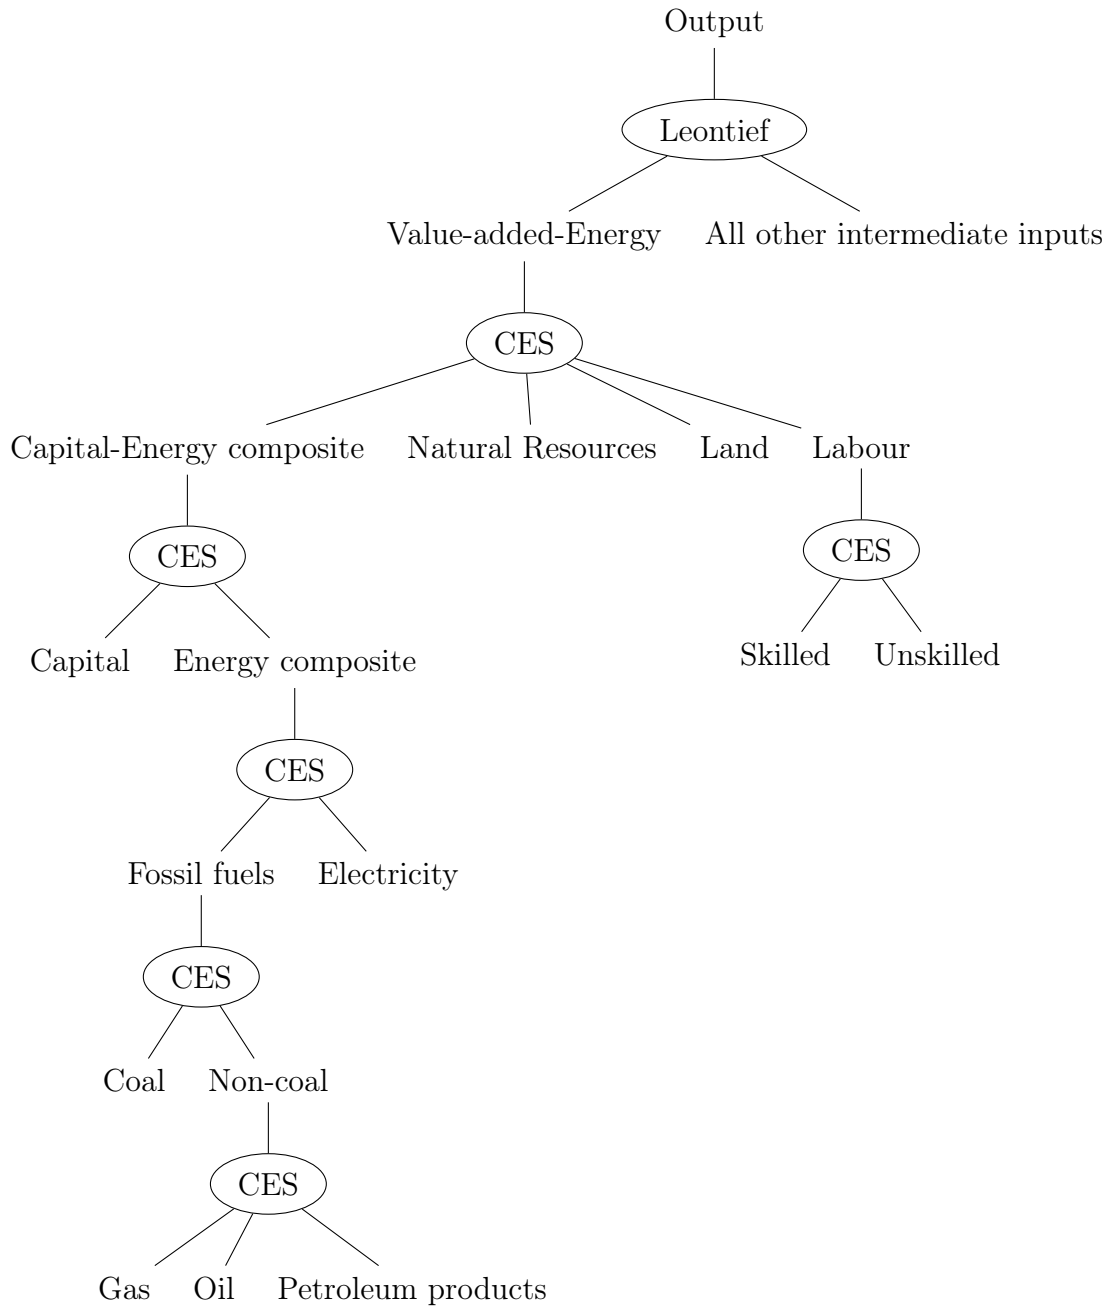 Output
Leontief
Value-added-Energy All other intermediate inputs
CES
Capital-Energy composite Natural Resources Land Labour
CES CES
Skilled Unskilled
Capital Energy composite
CES
Fossil fuels Electricity
CES
Coal Non-coal
CES
Gas Oil Petroleum products